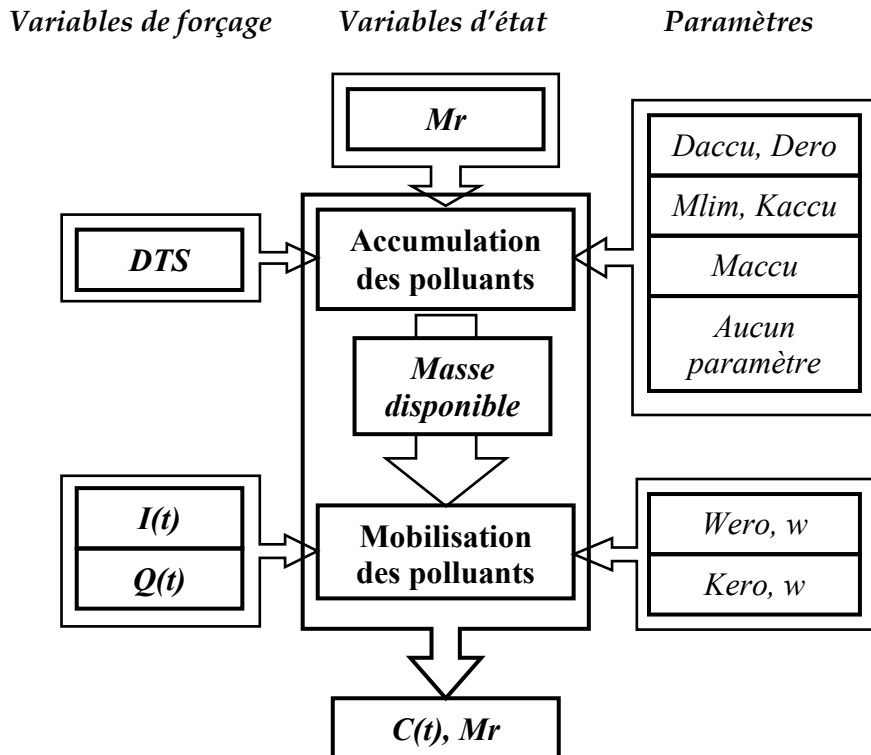 Variables de forçage
Variables d'état
Paramètres
Mr
Daccu, Dero
Mlim, Kaccu
Maccu
Aucun
paramètre
DTS
Accumulation
des polluants
Masse
disponible
I(t)
Q(t)
Mobilisation
des polluants
Wero, w
Kero, w
C(t), Mr